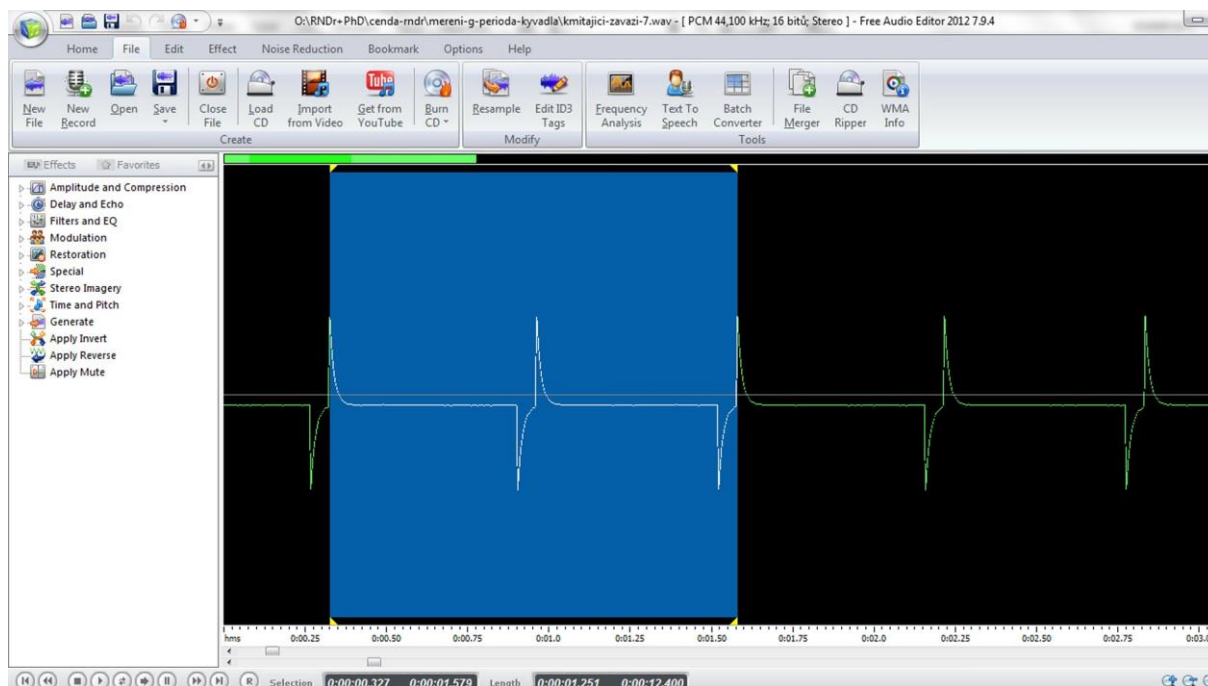 O:\RNDr+PhD\cenda-rndr\mereni-g-perioda-kyvadla\kmitajici-zavazi-7.wav - [ PCM 44,100 kHz; 16 bitů; Stereo ] - Free Audio Editor 2012 7.9.4
Home File Edit Effect Noise Reduction Bookmark Options Help
New File
New Record
Open
Save
Close File
Load CD
Import from Video
Get from YouTube
Burn CD
Resample
Edit ID3 Tags
Frequency Analysis
Text To Speech
Batch Converter
File Merger
CD Ripper
WMA Info
Create Modify Tools
Effects Favorites
Amplitude and Compression
Delay and Echo
Filters and EQ
Modulation
Restoration
Special
Stereo Imagery
Time and Pitch
Generate
Apply Invert
Apply Reverse
Apply Mute
hms 0:00.25 0:00.50 0:00.75 0:01.0 0:01.25 0:01.50 0:01.75 0:02.0 0:02.25 0:02.50 0:02.75 0:03.0
R Selection 0:00:00.327 0:00:01.579 Length 0:00:01.251 0:00:12.400